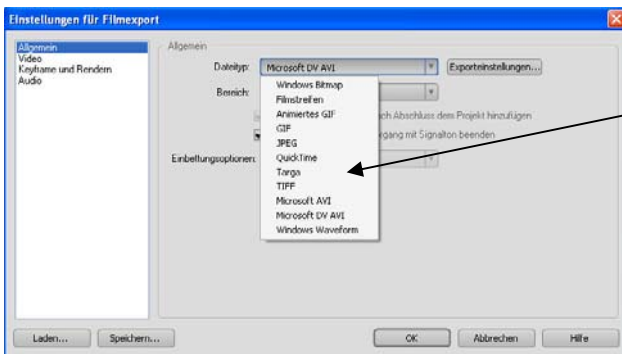 Einstellungen für Filmexport
Allgemein
Video
Keyframe und Rendern
Audio
Allgemein
Dateityp: Microsoft DV AVI Exporteinstellungen...
Bereich:
Windows Bitmap
Filmstreifen
Animiertes GIF
GIF
JPEG
QuickTime
Targa
TIFF
Microsoft AVI
Microsoft DV AVI
Windows Waveform
ch Abschluss dem Projekt hinzufügen
rgang mit Signalton beenden
Einbettungsoptionen:
Laden... Speichern... OK Abbrechen Hilfe